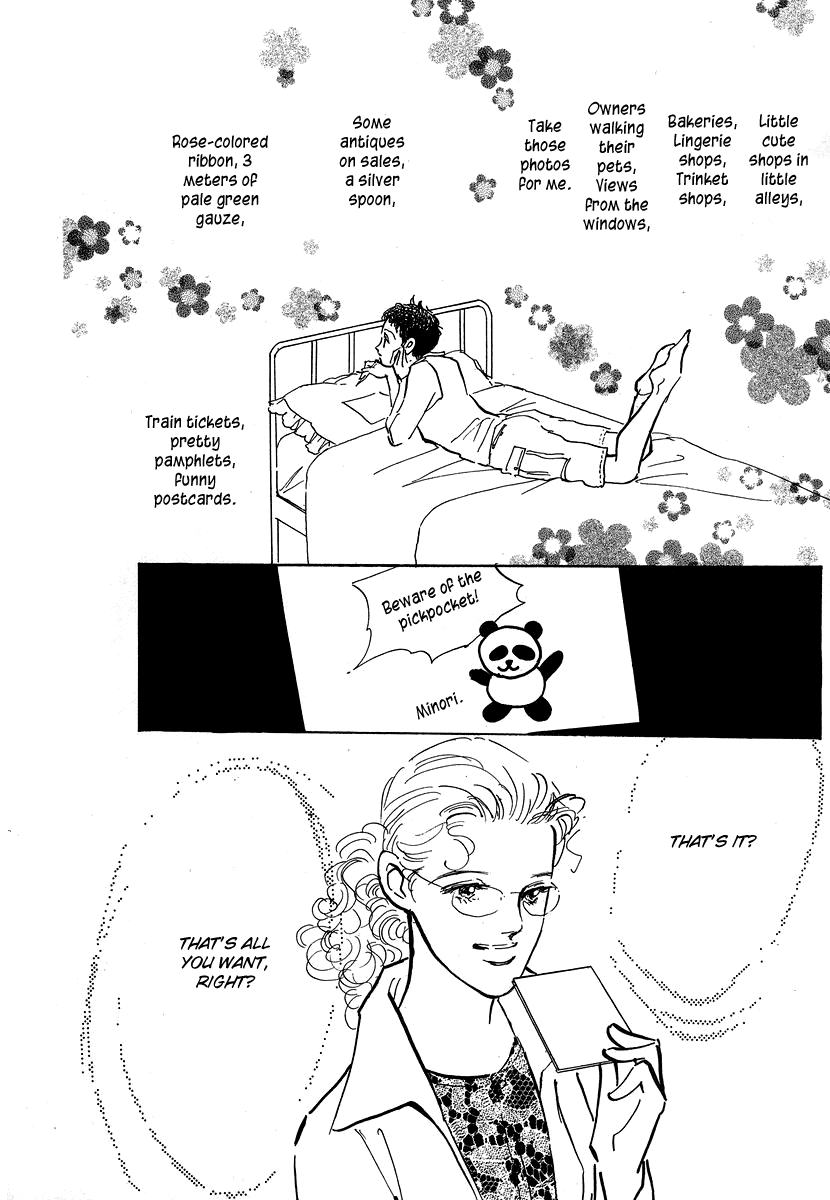 Little
cute
shops in
little
alleys,
Bakeries,
Lingerie
shops,
Trinket
shops,
Owners
walking
their
pets,
Views
from the
windows,
Take
those
photos
for me.
Some
antiques
on sales,
a silver
spoon,
Rose-colored
ribbon, 3
meters of
pale green
gauze,
Train tickets,
pretty
pamphlets,
funny
postcards.
Beware of the
pickpocket!
Minori.
THAT'S IT?
THAT'S ALL
YOU WANT,
RIGHT?